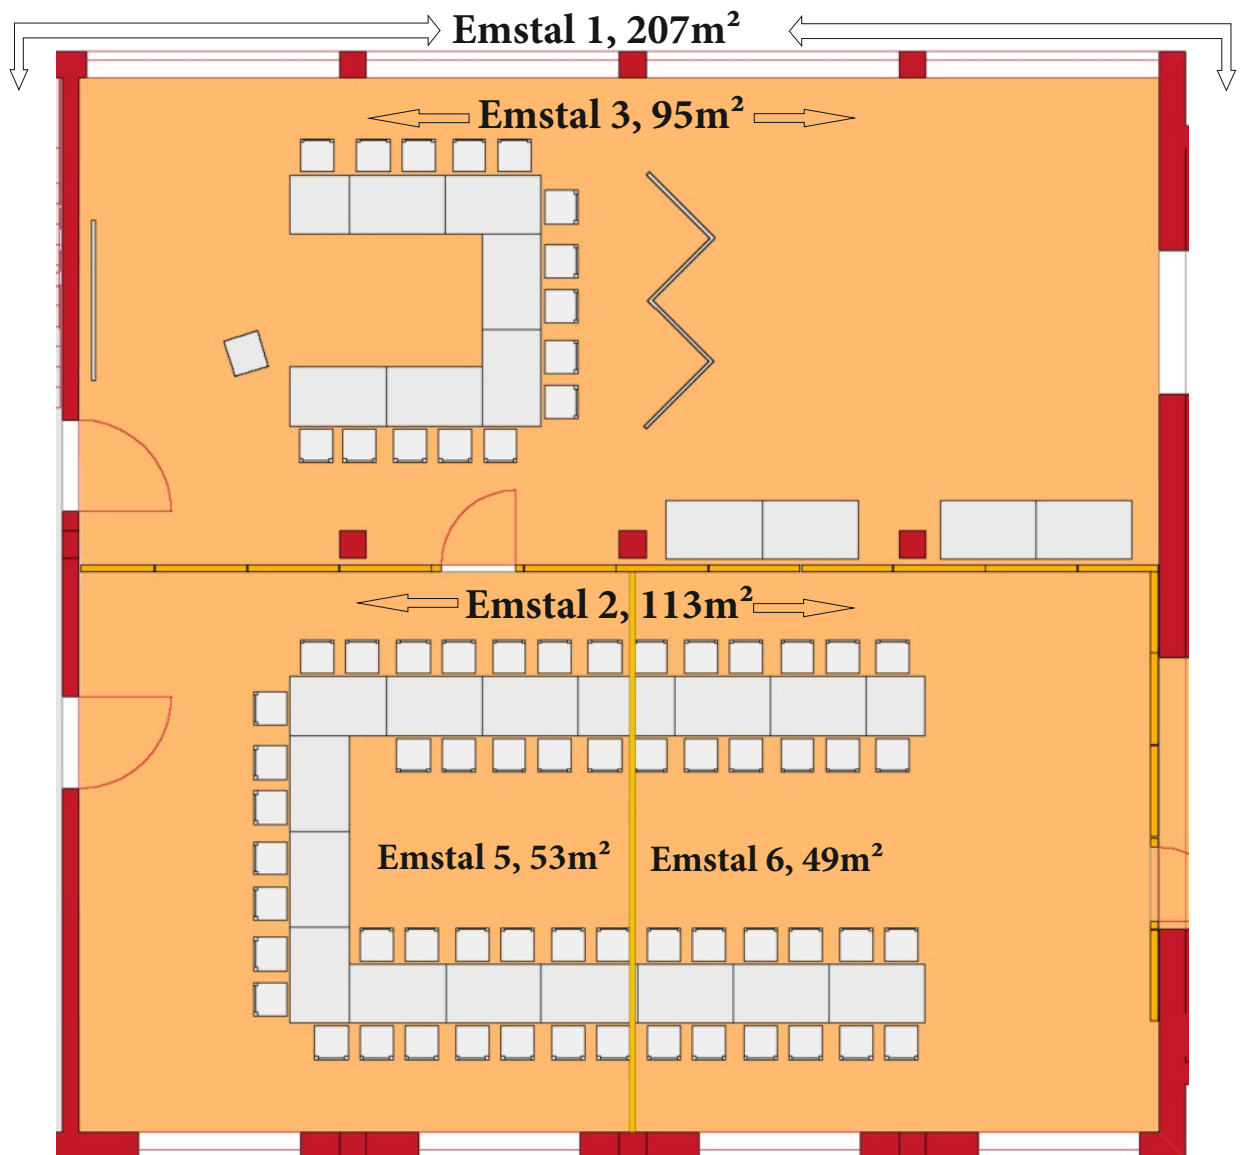 Emstal 1, 207m²
Emstal 3, 95m²
Emstal 2, 113m²
Emstal 5, 53m²
Emstal 6, 49m²